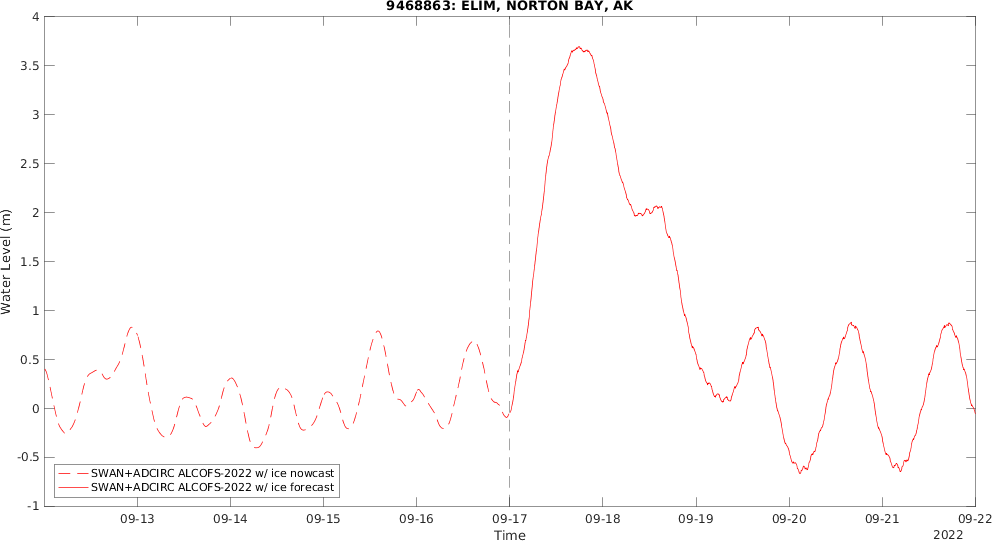 9468863: ELIM, NORTON BAY, AK
4
3.5
3
2.5
2
1.5
1
0.5
0
-0.5
-1
Water Level (m)
SWAN+ADCIRC ALCOFS-2022 w/ ice nowcast
SWAN+ADCIRC ALCOFS-2022 w/ ice forecast
09-13 09-14 09-15 09-16 09-17 09-18 09-19 09-20 09-21 09-22
Time
2022